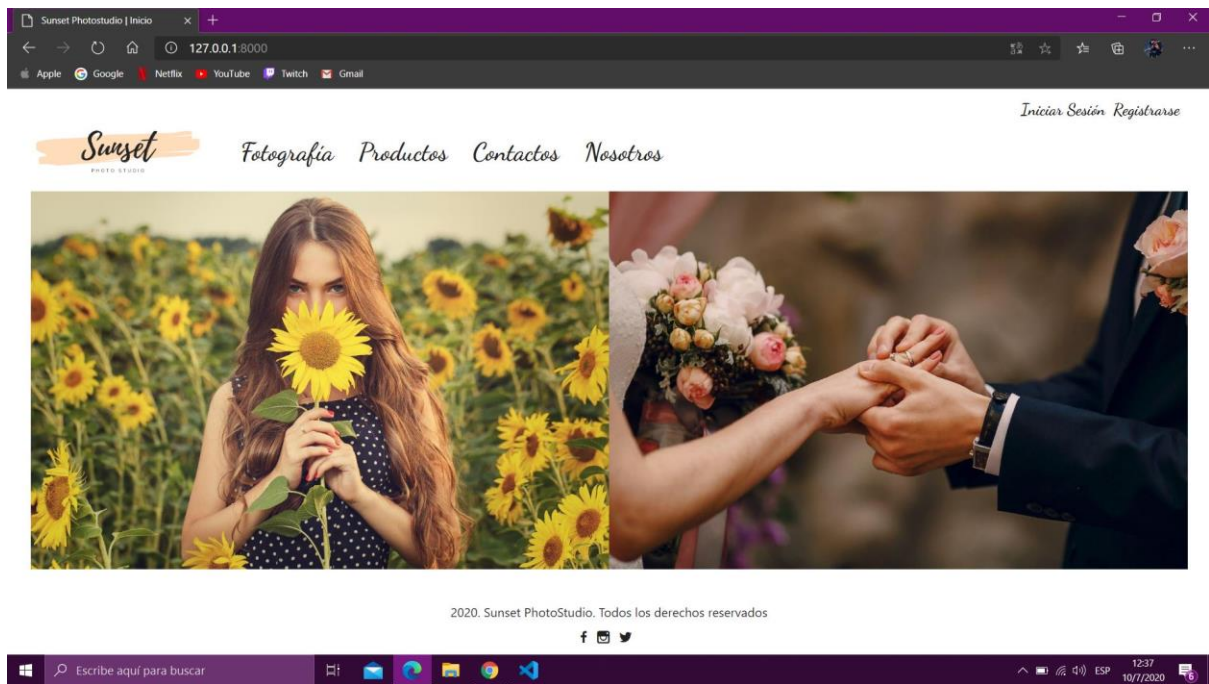 Sunset Photostudio | Inicio
127.0.0.1:8000
Apple Google Netflix YouTube Twitch Gmail
Iniciar Sesión Registrarse
Sunset
PHOTO STUDIO
Fotografía Productos Contactos Nosotros
2020. Sunset PhotoStudio. Todos los derechos reservados
Escribe aquí para buscar
ESP
12:37
10/7/2020
6